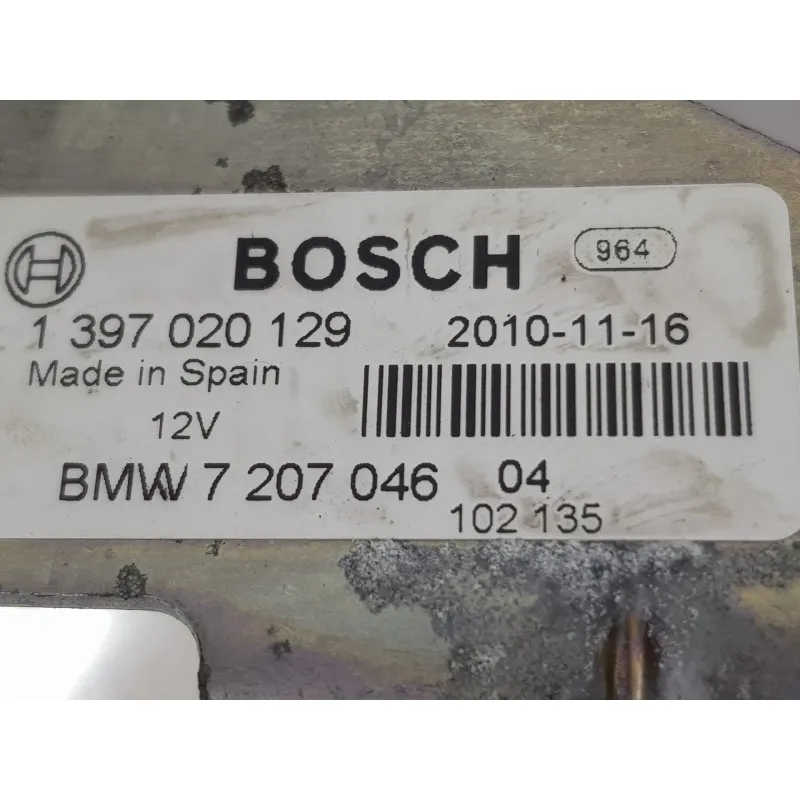 BOSCH 964
1 397 020 129 2010-11-16
Made in Spain
12V
BMW 7 207 046 04
102 135